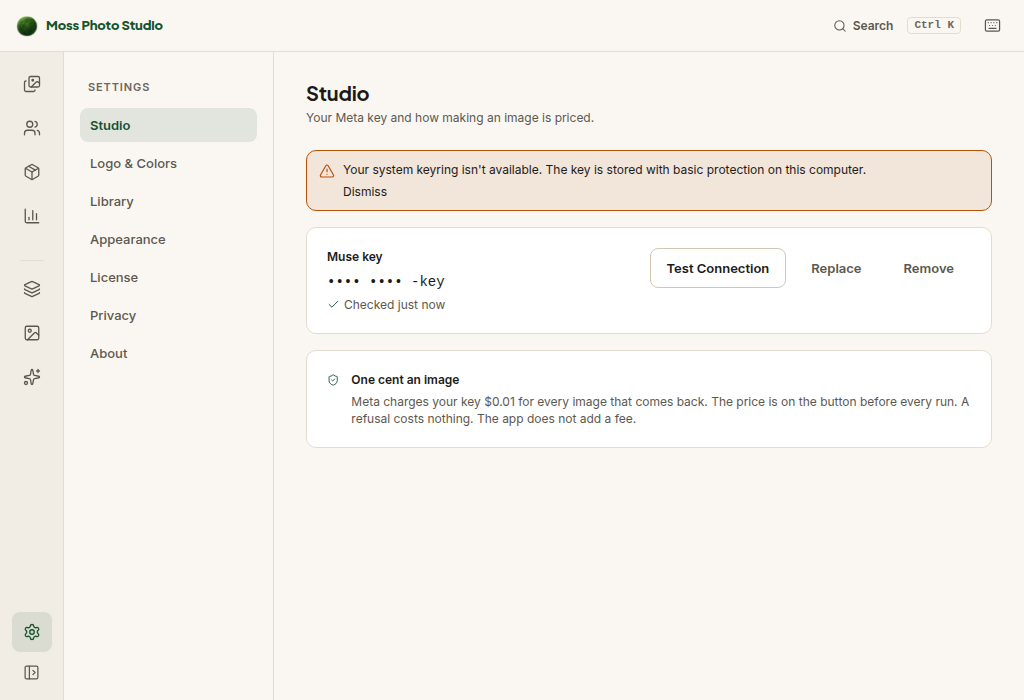 Moss Photo Studio
Search
Ctrl K
SETTINGS
Studio
Logo & Colors
Library
Appearance
License
Privacy
About
Studio
Your Meta key and how making an image is priced.
Your system keyring isn't available. The key is stored with basic protection on this computer.
Dismiss
Muse key
•••• •••• -key
Checked just now
Test Connection
Replace
Remove
One cent an image
Meta charges your key $0.01 for every image that comes back. The price is on the button before every run. A
refusal costs nothing. The app does not add a fee.